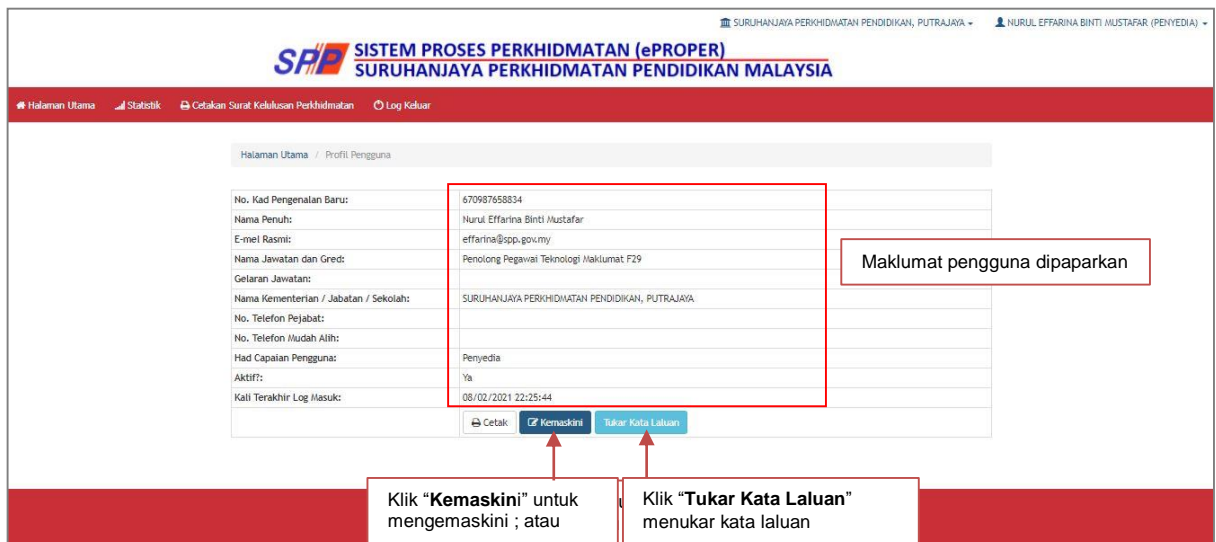 SURUHANJAYA PERKHIDMATAN PENDIDIKAN, PUTRAJAYA NURUL EFFARINA BINTI MUSTAFAR (PENYEDIA)
SPP SISTEM PROSES PERKHIDMATAN (ePROPER)
SURUHANJAYA PERKHIDMATAN PENDIDIKAN MALAYSIA
Halaman Utama Statistik Cetakan Surat Kelulusan Perkhidmatan Log Keluar
Halaman Utama / Profil Pengguna
No. Kad Pengenalan Baru: 670987658834
Nama Penuh: Nurul Effarina Binti Mustafar
E-mel Rasmi: effarina@spp.gov.my
Nama Jawatan dan Gred: Penolong Pegawai Teknologi Maklumat F29
Maklumat pengguna dipaparkan
Gelaran Jawatan:
Nama Kementerian / Jabatan / Sekolah: SURUHANJAYA PERKHIDMATAN PENDIDIKAN, PUTRAJAYA
No. Telefon Pejabat:
No. Telefon Mudah Alih:
Had Capaian Pengguna: Penyedia
Aktif?: Ya
Kali Terakhir Log Masuk: 08/02/2021 22:25:44
Cetak Kemaskini Tukar Kata Laluan
Klik “Kemaskini” untuk
mengemaskini ; atau
Klik “Tukar Kata Laluan”
menukar kata laluan